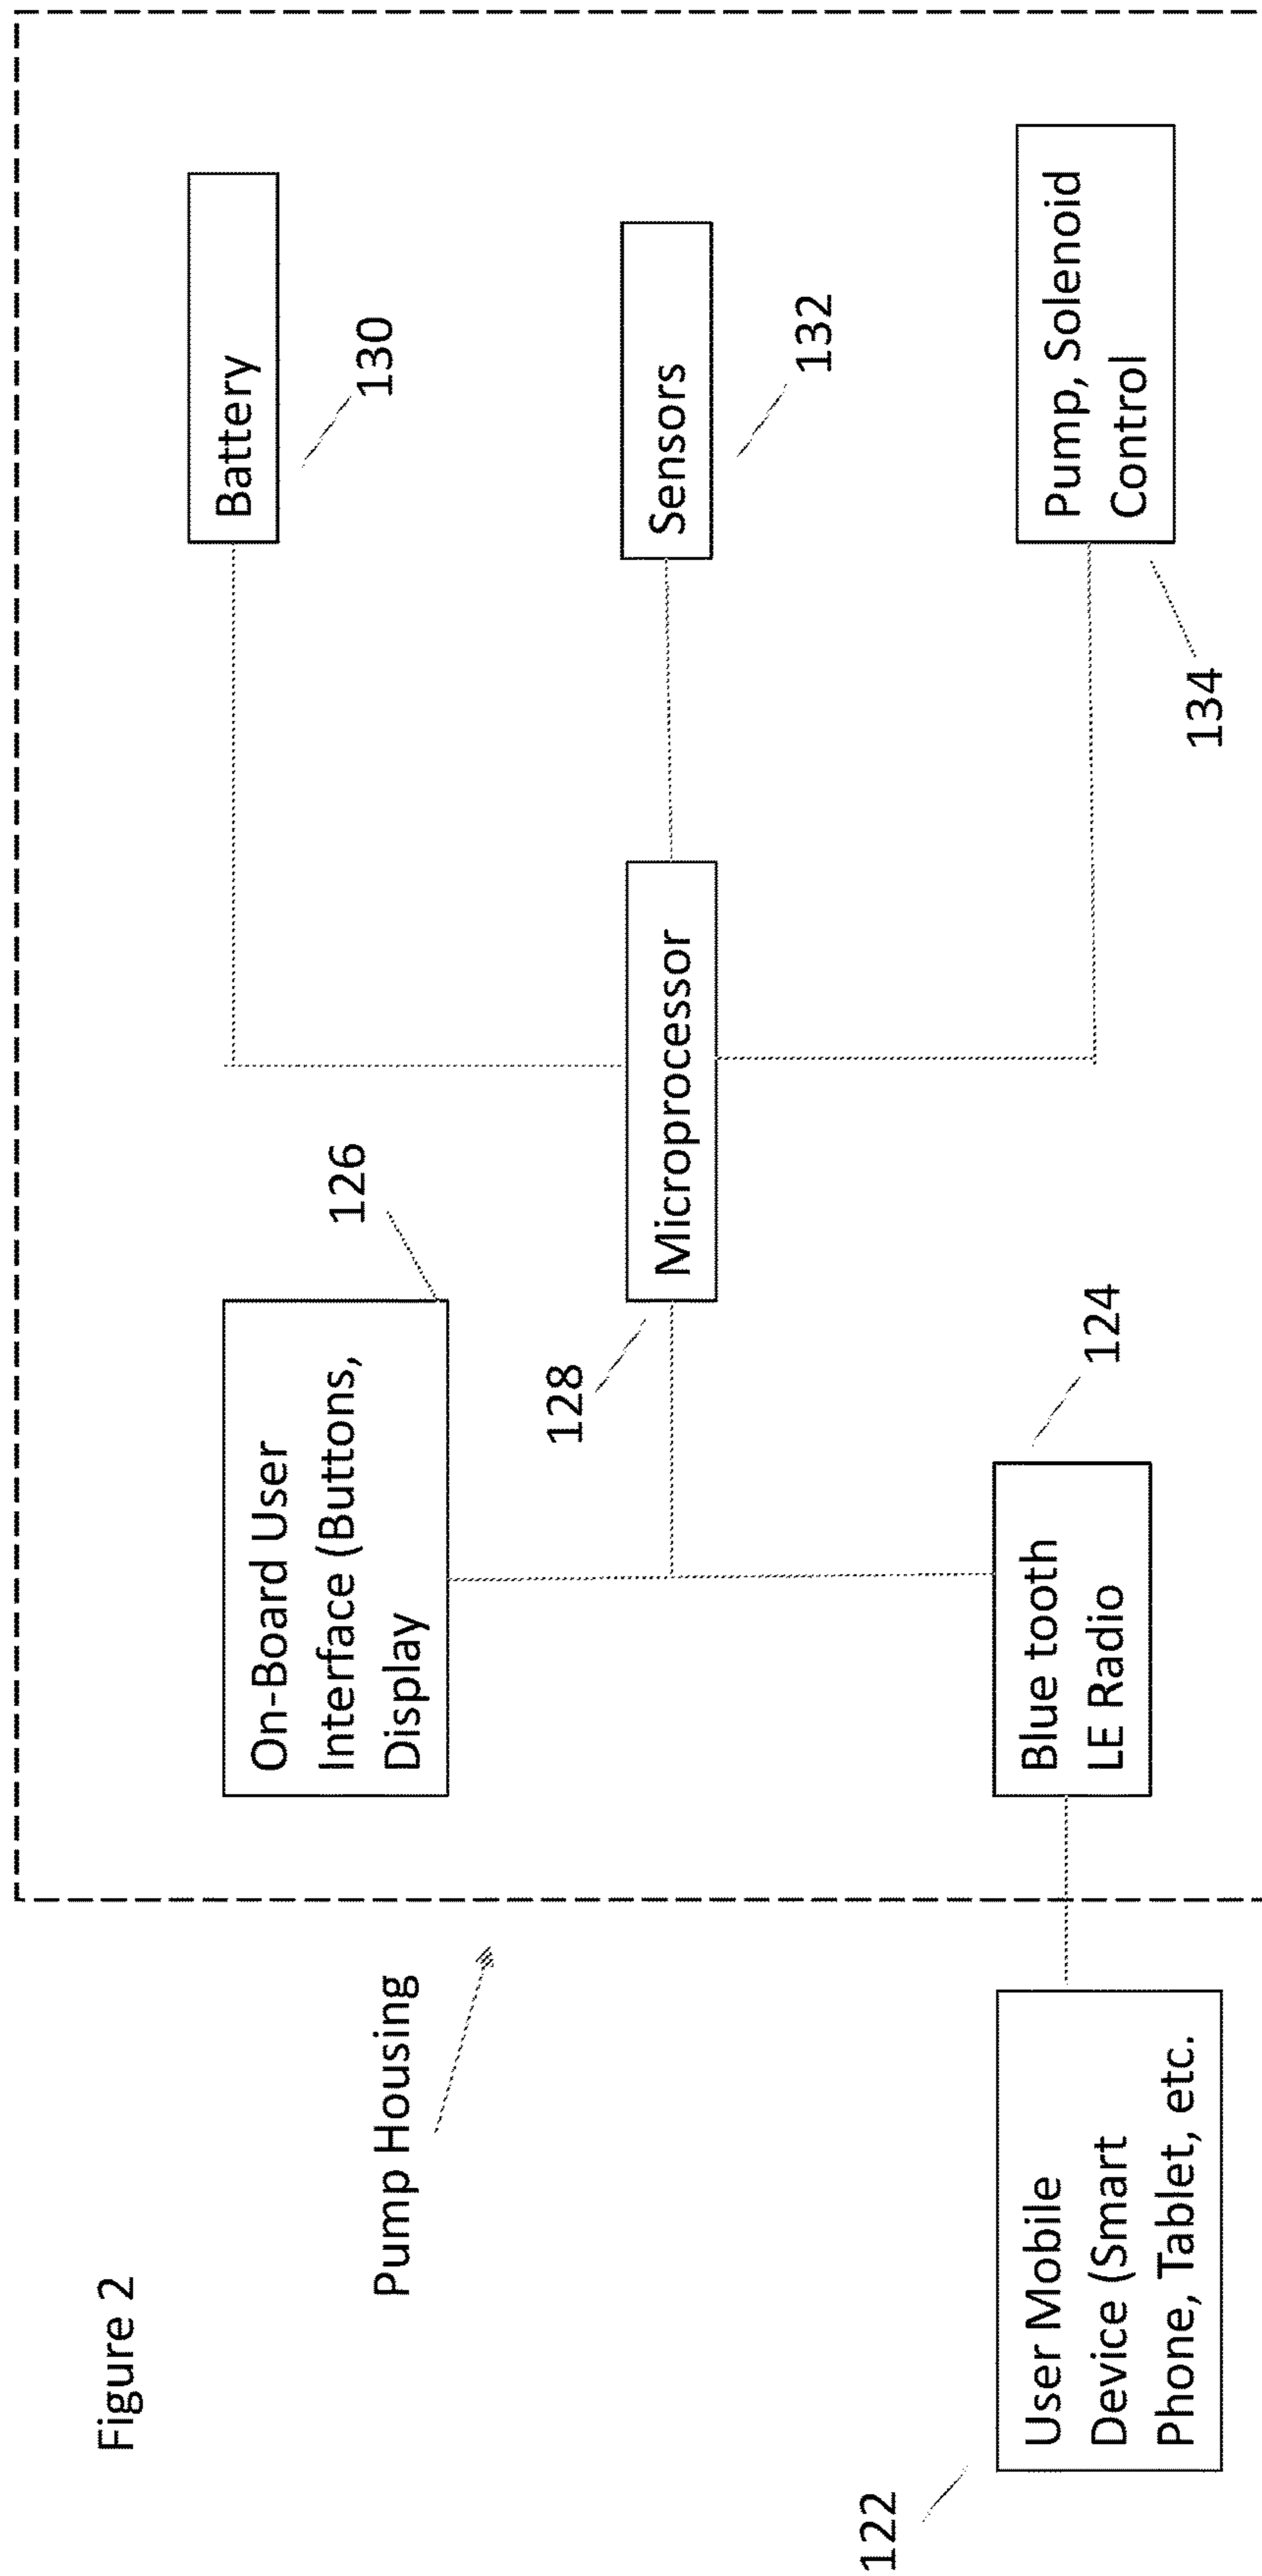 Figure 2
Pump Housing
122
User Mobile
Device (Smart
Phone, Tablet, etc.
On-Board User
Interface (Buttons,
Display
126
128
Microprocessor
Blue tooth
LE Radio
124
Battery
130
Sensors
132
Pump, Solenoid
Control
134